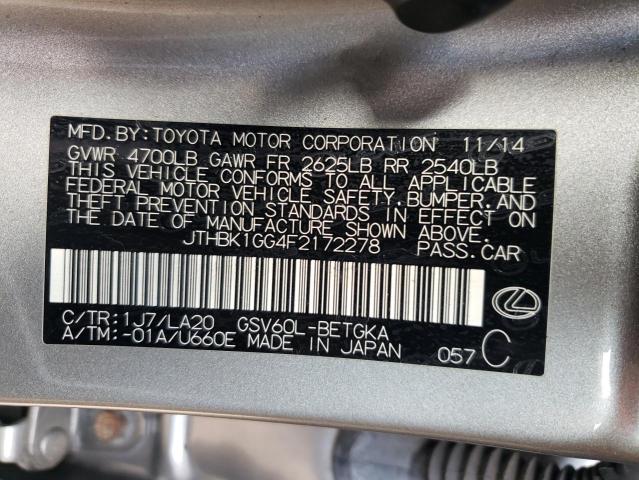 MFD. BY: TOYOTA MOTOR CORPORATION 11/14
GVWR 4700LB GAWR FR 2625LB RR 2540LB
THIS VEHICLE CONFORMS TO ALL APPLICABLE
FEDERAL MOTOR VEHICLE SAFETY, BUMPER, AND
THEFT PREVENTION STANDARDS IN EFFECT ON
THE DATE OF MANUFACTURE SHOWN ABOVE.
JTHBK1GG4F2172278 PASS. CAR
C/TR: 1J7/LA20 GSV60L-BETGKA
A/TM: -01A/U660E MADE IN JAPAN 057 C